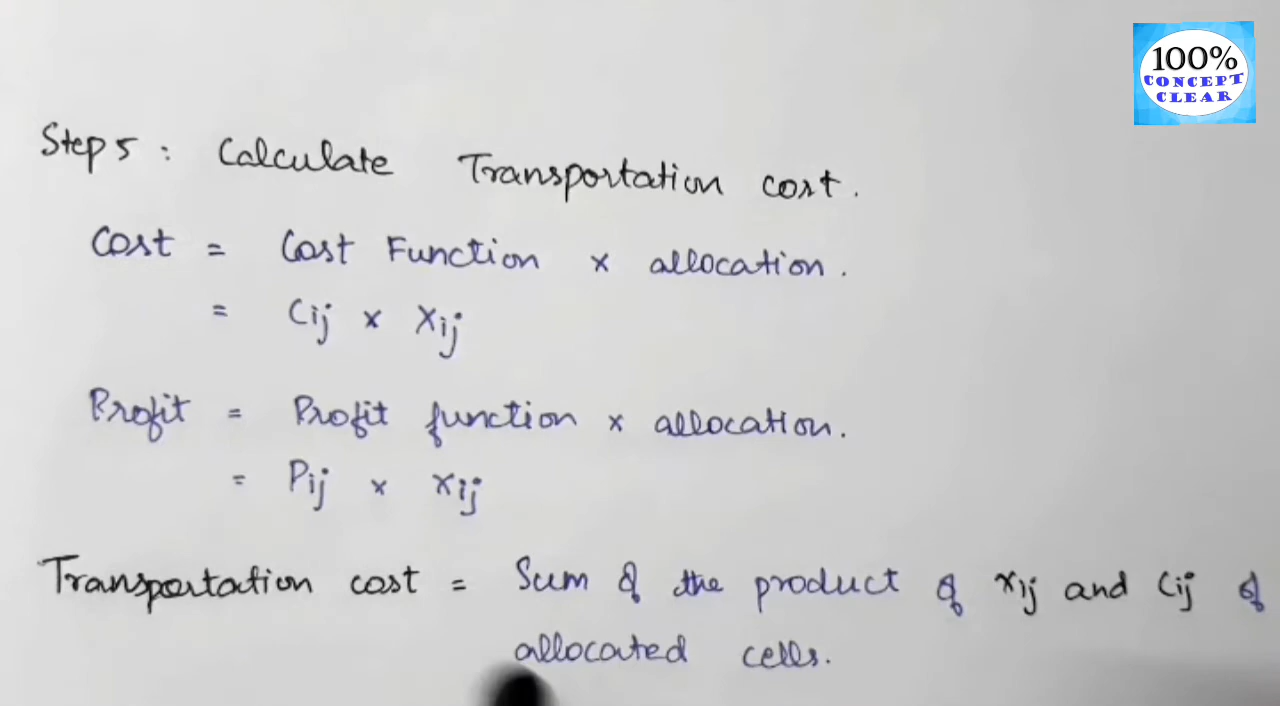 100%
CONCEPT
CLEAR
Step 5 : Calculate Transportation cost.
Cost = Cost Function × allocation.
= Cij × Xij
Profit = Profit function × allocation.
= Pij × xij
Transportation cost = Sum of the product of xij and Cij of
allocated cells.